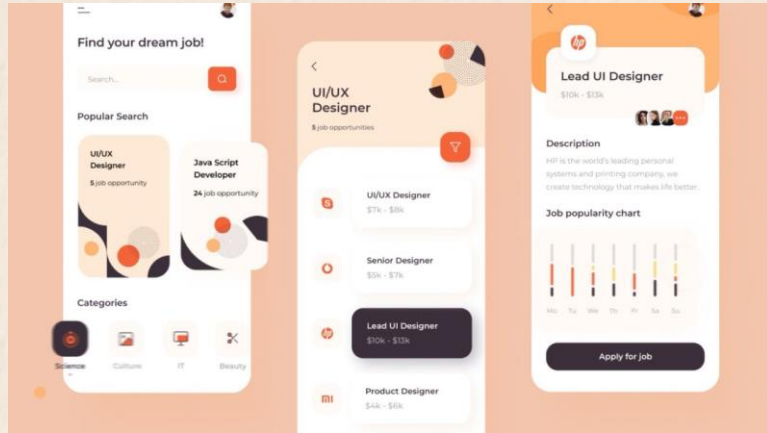 Find your dream job!
Search...
Popular Search
UI/UX
Designer
5 job opportunity
Java Script
Developer
24 job opportunity
Categories
Science
Culture
IT
Beauty
UI/UX
Designer
5 job opportunities
UI/UX Designer
$7k - $8k
Senior Designer
$5k - $7k
hp
Lead UI Designer
$10k - $13k
mi
Product Designer
$4k - $6k
hp
Lead UI Designer
$10k - $13k
Description
HP is the world's leading personal
systems and printing company, we
create technology that makes life better.
Job popularity chart
Mo Tu We Th Fr Sa Su
Apply for job